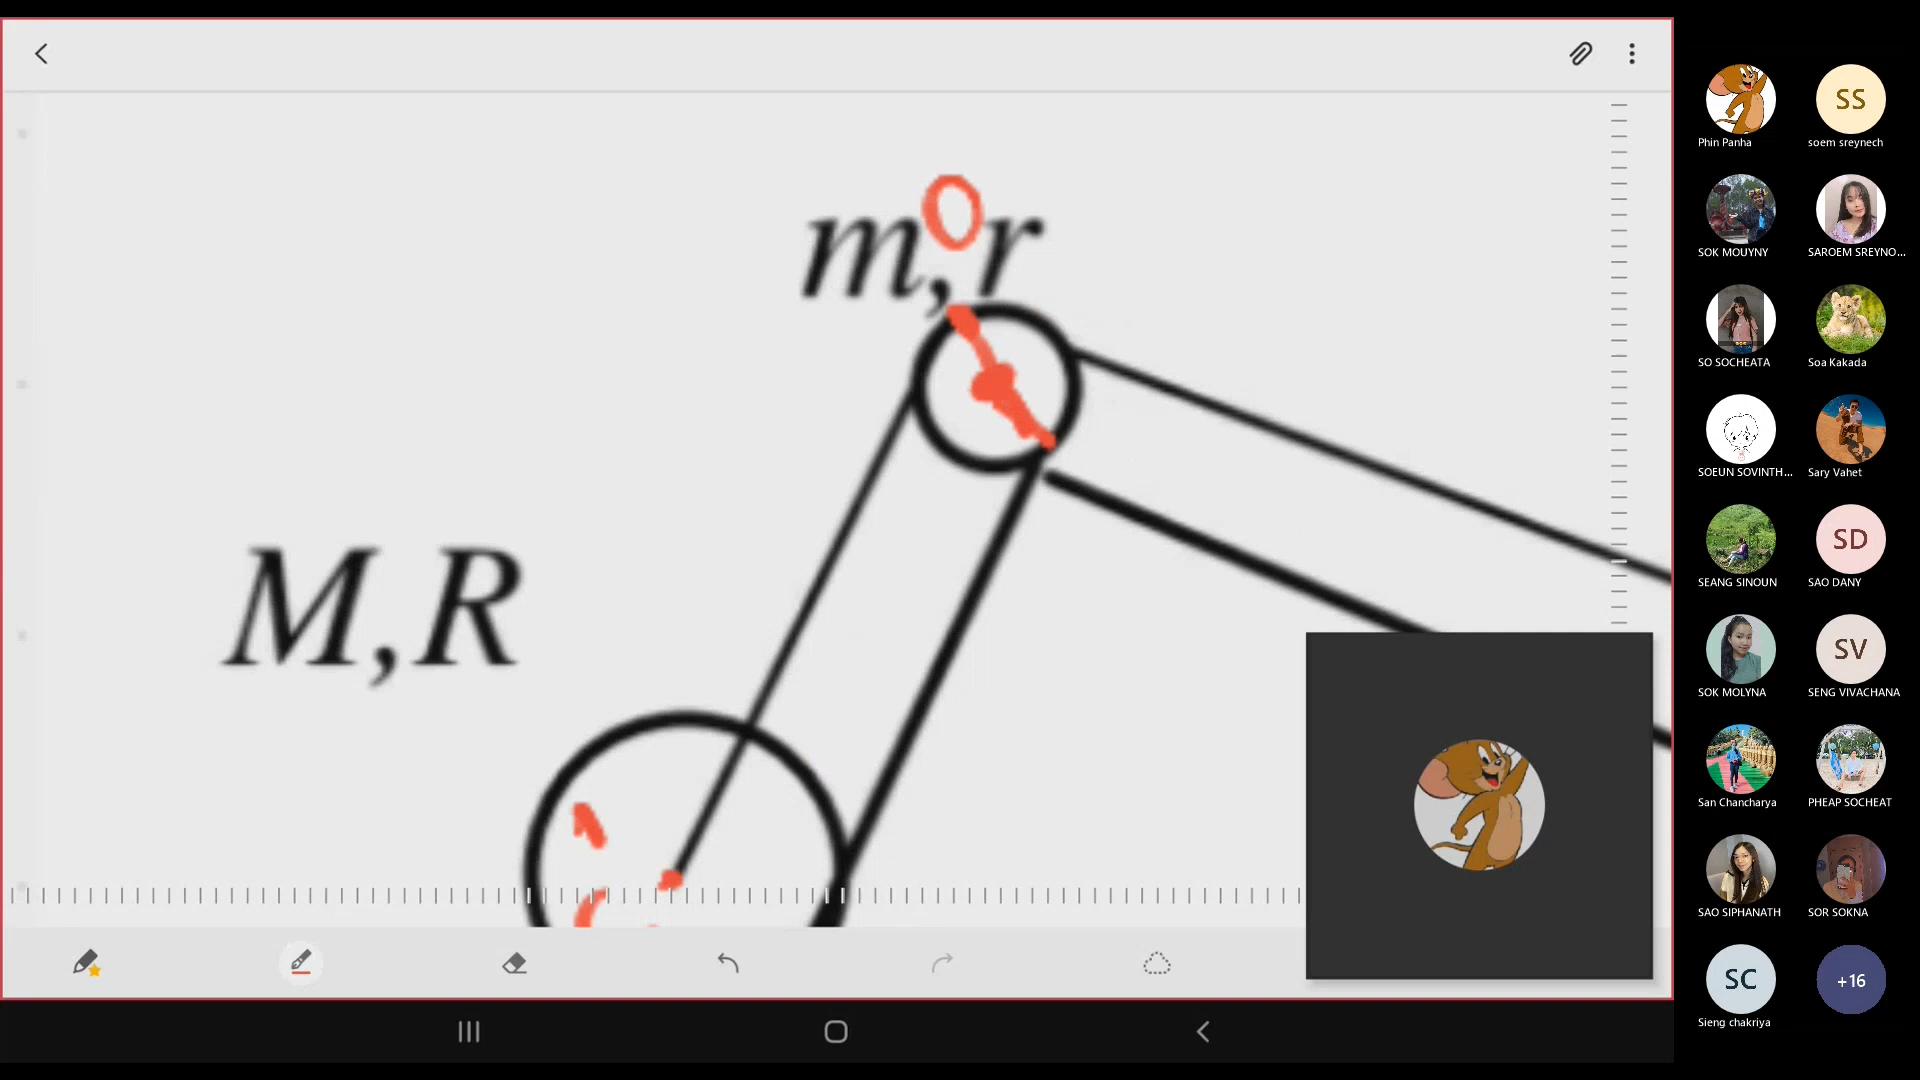 m, r
O
M, R
Phin Panha
SS
soem sreynech
SOK MOUYNY
SAROEM SREYNO...
SO SOCHEATA
Soa Kakada
SOEUN SOVINTH...
Sary Vahet
SEANG SINOUN
SD
SAO DANY
SOK MOLYNA
SV
SENG VIVACHANA
San Chancharya
PHEAP SOCHEAT
SAO SIPHANATH
SOR SOKNA
SC
Sieng chakriya
+16